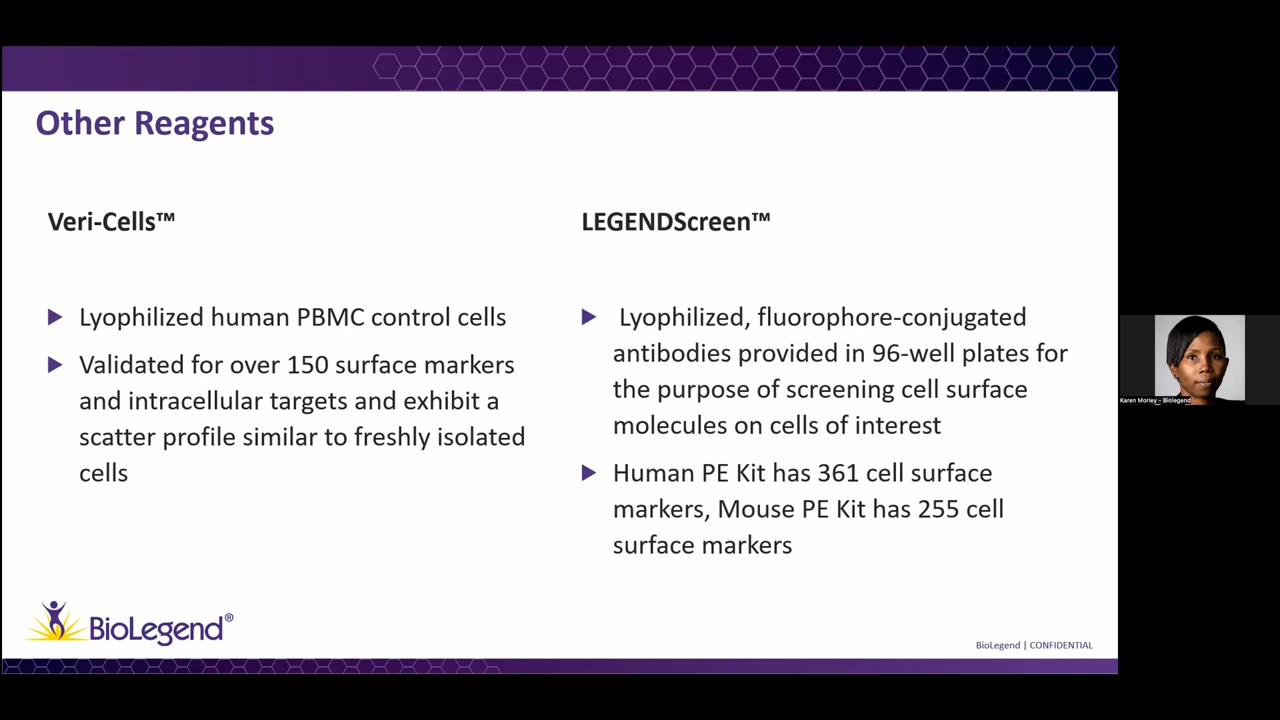 Other Reagents
Veri-Cells™
Lyophilized human PBMC control cells
Validated for over 150 surface markers
and intracellular targets and exhibit a
scatter profile similar to freshly isolated
cells
LEGENDScreen™
Lyophilized, fluorophore-conjugated
antibodies provided in 96-well plates for
the purpose of screening cell surface
molecules on cells of interest
Human PE Kit has 361 cell surface
markers, Mouse PE Kit has 255 cell
surface markers
BioLegend®
BioLegend | CONFIDENTIAL
Karen Morley - Biolegend